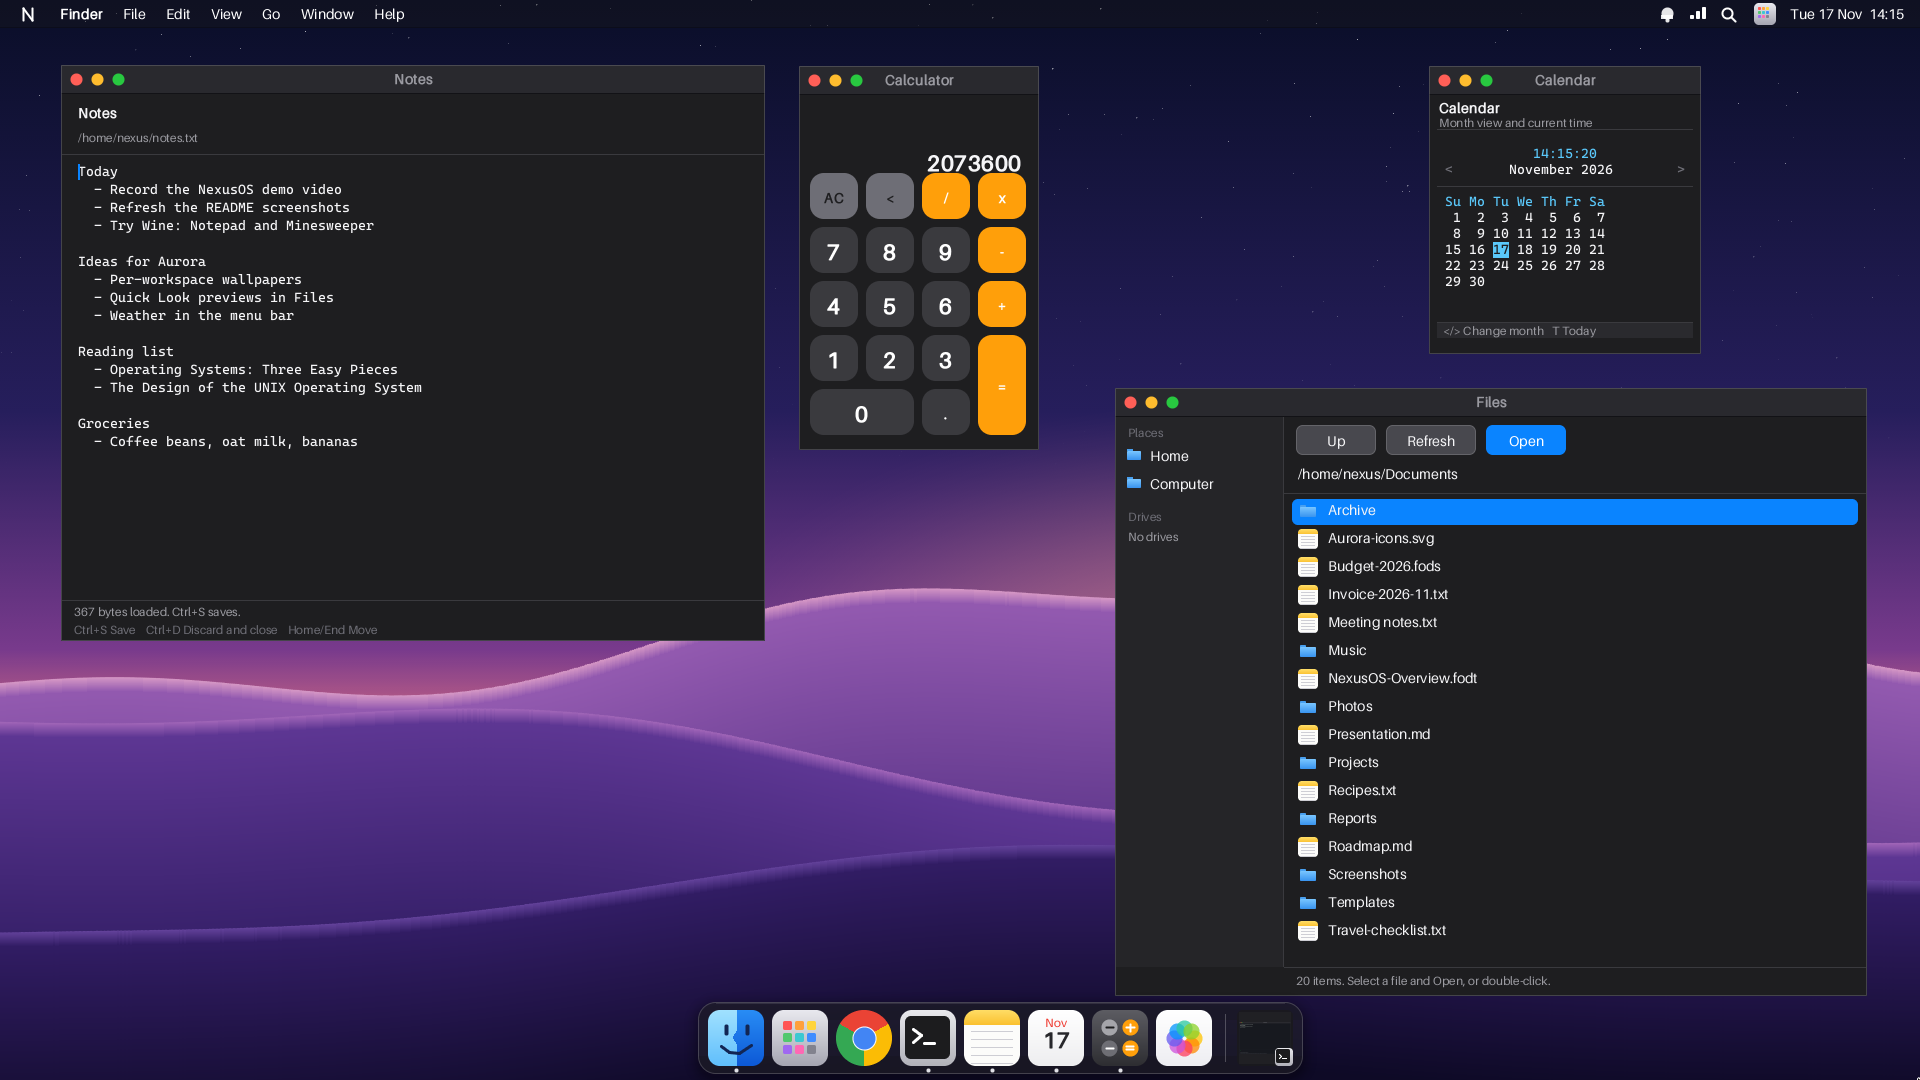 N Finder File Edit View Go Window Help Tue 17 Nov 14:15
Notes
Notes
/home/nexus/notes.txt
Today
- Record the NexusOS demo video
- Refresh the README screenshots
- Try Wine: Notepad and Minesweeper
Ideas for Aurora
- Per-workspace wallpapers
- Quick Look previews in Files
- Weather in the menu bar
Reading list
- Operating Systems: Three Easy Pieces
- The Design of the UNIX Operating System
Groceries
- Coffee beans, oat milk, bananas
367 bytes loaded. Ctrl+S saves.
Ctrl+S Save Ctrl+D Discard and close Home/End Move
Calculator
2073600
AC < / x
7 8 9 -
4 5 6 +
1 2 3 =
0 .
Calendar
Calendar
Month view and current time
14:15:20
< November 2026 >
Su Mo Tu We Th Fr Sa
1 2 3 4 5 6 7
8 9 10 11 12 13 14
15 16 17 18 19 20 21
22 23 24 25 26 27 28
29 30
</> Change month T Today
Files
Places
Home
Computer
Drives
No drives
Up Refresh Open
/home/nexus/Documents
Archive
Aurora-icons.svg
Budget-2026.fods
Invoice-2026-11.txt
Meeting notes.txt
Music
NexusOS-Overview.fodt
Photos
Presentation.md
Projects
Recipes.txt
Reports
Roadmap.md
Screenshots
Templates
Travel-checklist.txt
20 items. Select a file and Open, or double-click.
Nov
17